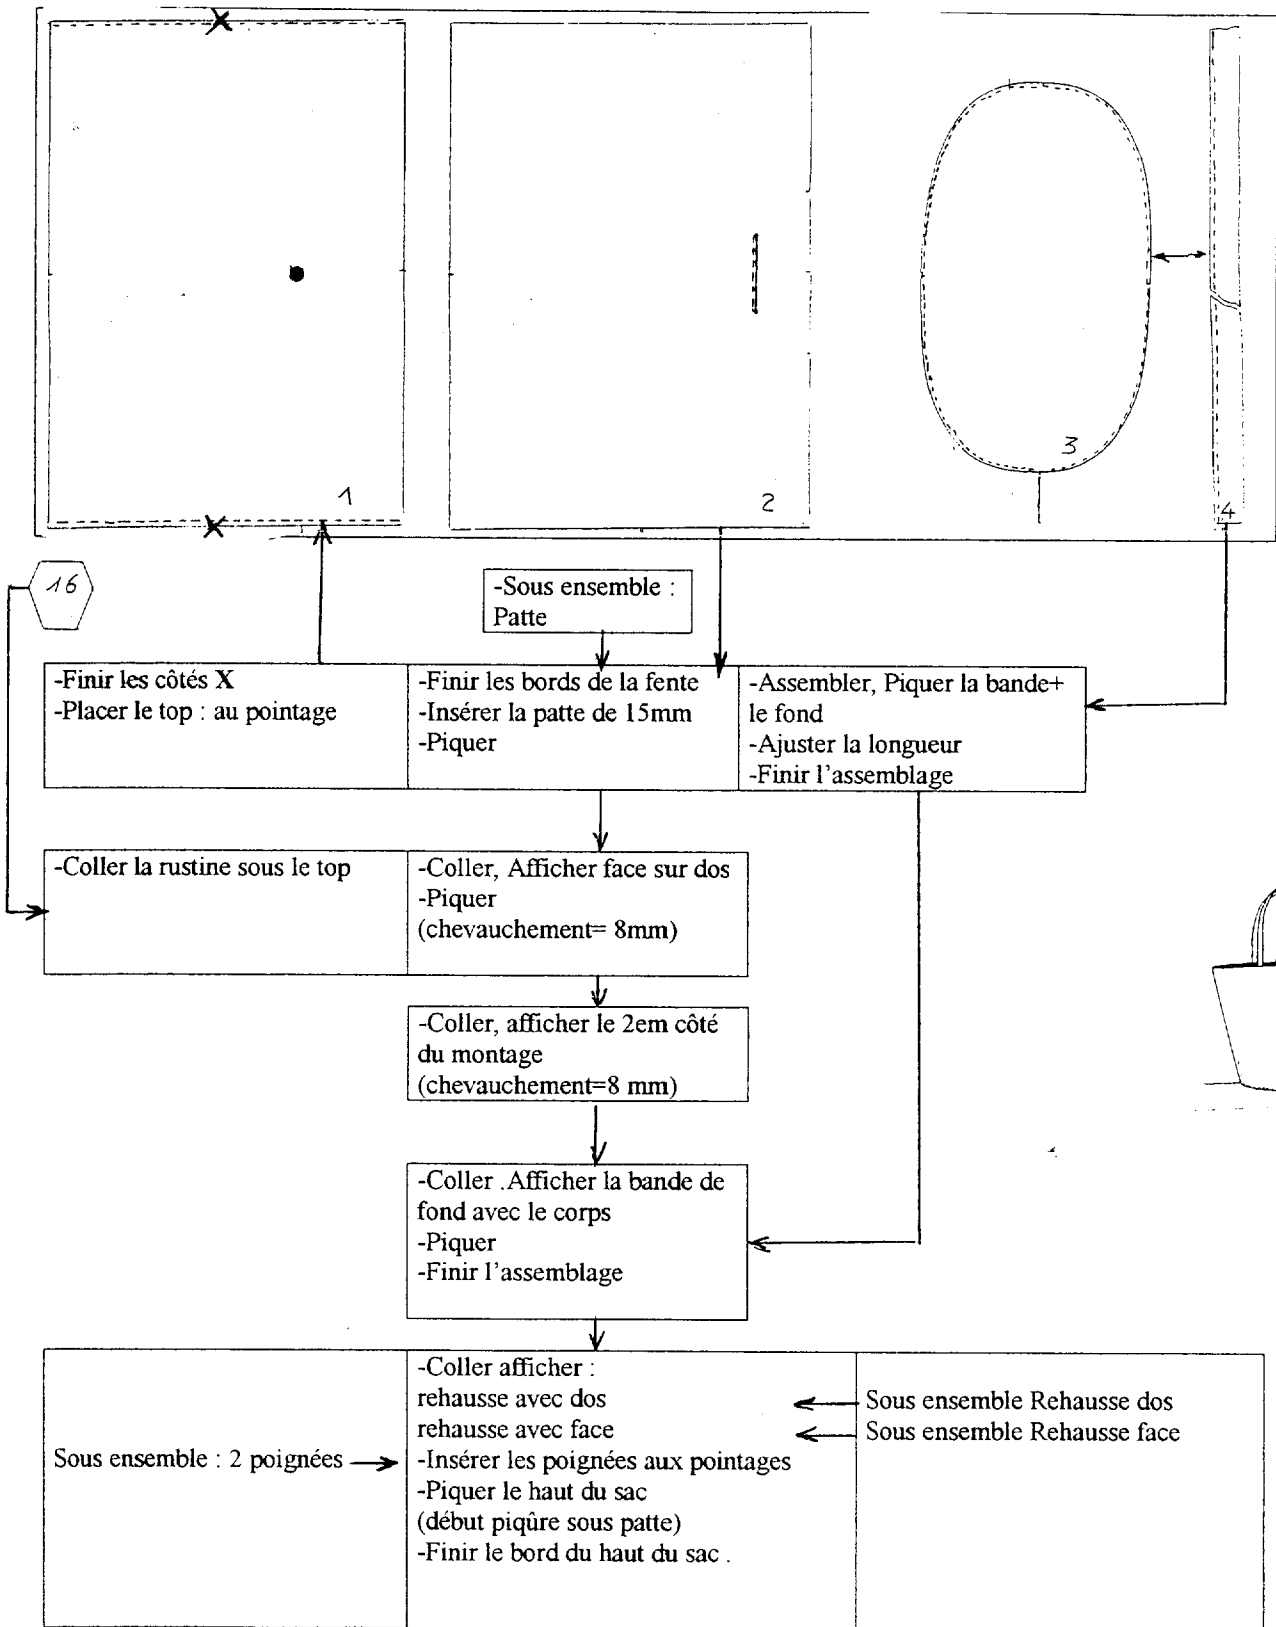 1
2
3
4
16
-Sous ensemble :
Patte
-Finir les côtés X
-Placer le top : au pointage
-Finir les bords de la fente
-Insérer la patte de 15mm
-Piquer
-Assembler, Piquer la bande+
le fond
-Ajuster la longueur
-Finir l'assemblage
-Coller la rustine sous le top
-Coller, Afficher face sur dos
-Piquer
(chevauchement= 8mm)
-Coller, afficher le 2em côté
du montage
(chevauchement=8 mm)
-Coller .Afficher la bande de
fond avec le corps
-Piquer
-Finir l'assemblage
Sous ensemble : 2 poignées
-Coller afficher :
rehausse avec dos
rehausse avec face
-Insérer les poignées aux pointages
-Piquer le haut du sac
(début piqûre sous patte)
-Finir le bord du haut du sac .
Sous ensemble Rehausse dos
Sous ensemble Rehausse face